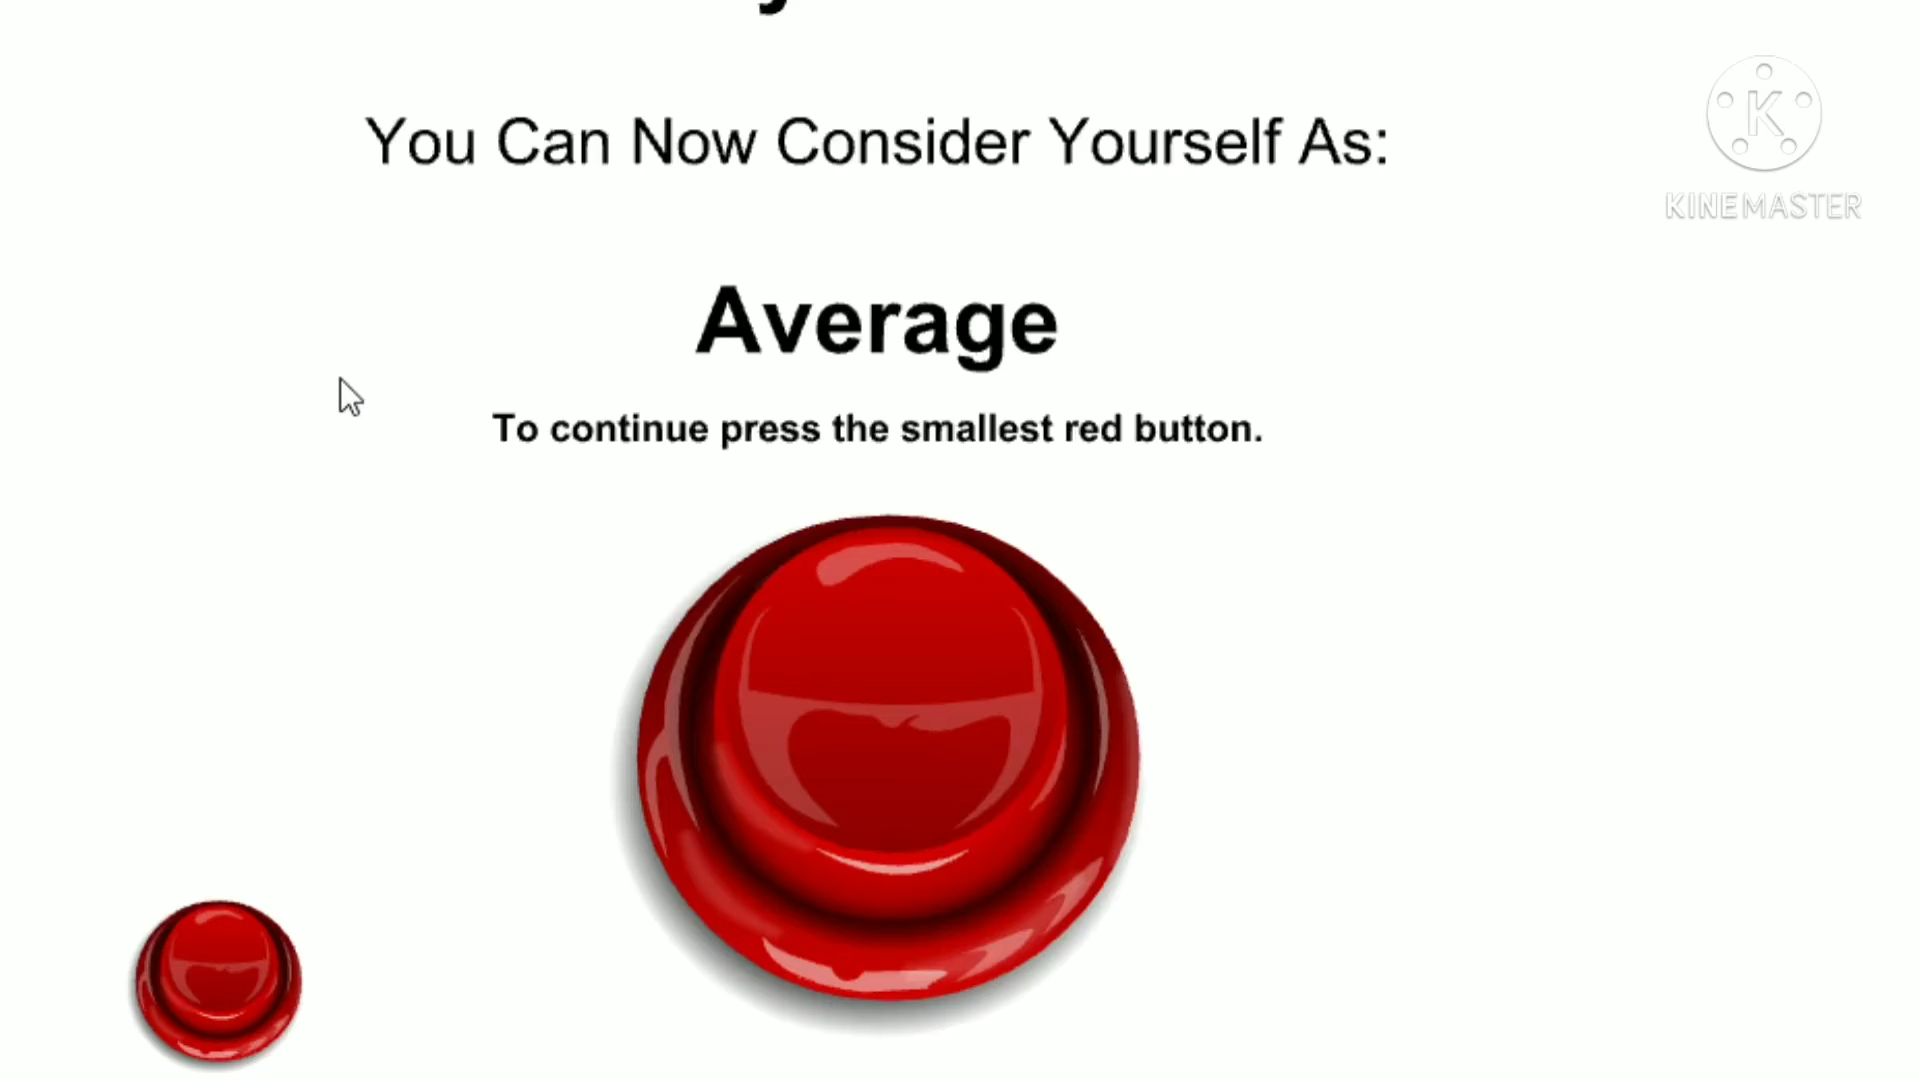 You Can Now Consider Yourself As:
K
KINEMASTER
Average
To continue press the smallest red button.